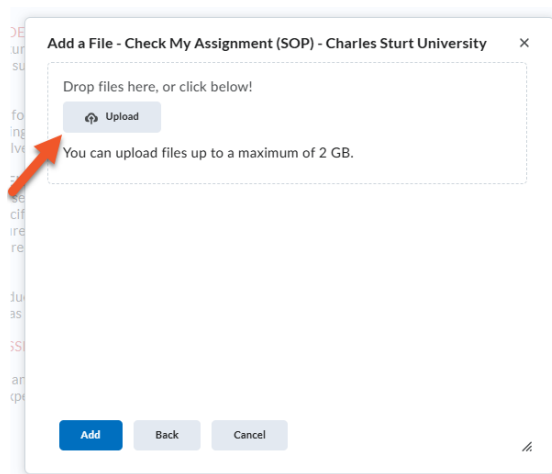 Add a File - Check My Assignment (SOP) - Charles Sturt University
Drop files here, or click below!
Upload
You can upload files up to a maximum of 2 GB.
Add
Back
Cancel